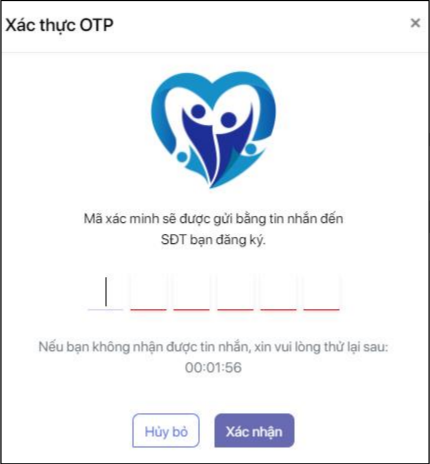 Xác thực OTP
×
Mã xác minh sẽ được gửi bằng tin nhắn đến
SĐT bạn đăng ký.
Nếu bạn không nhận được tin nhắn, xin vui lòng thử lại sau:
00:01:56
Hủy bỏ
Xác nhận